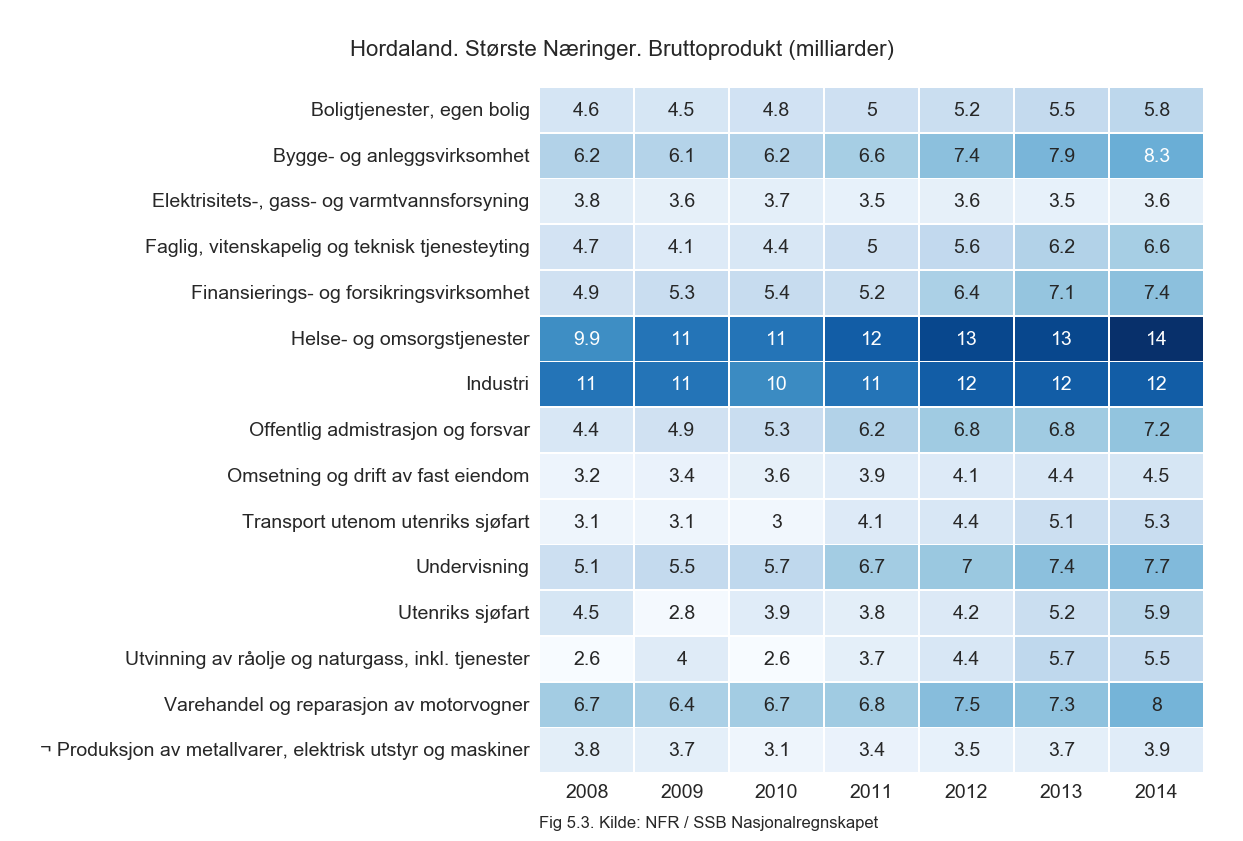 Hordaland. Største Næringer. Bruttoprodukt (milliarder)
Boligtjenester, egen bolig 4.6 4.5 4.8 5 5.2 5.5 5.8
Bygge- og anleggsvirksomhet 6.2 6.1 6.2 6.6 7.4 7.9 8.3
Elektrisitets-, gass- og varmtvannsforsyning 3.8 3.6 3.7 3.5 3.6 3.5 3.6
Faglig, vitenskapelig og teknisk tjenesteyting 4.7 4.1 4.4 5 5.6 6.2 6.6
Finansierings- og forsikringsvirksomhet 4.9 5.3 5.4 5.2 6.4 7.1 7.4
Helse- og omsorgstjenester 9.9 11 11 12 13 13 14
Industri 11 11 10 11 12 12 12
Offentlig admistrasjon og forsvar 4.4 4.9 5.3 6.2 6.8 6.8 7.2
Omsetning og drift av fast eiendom 3.2 3.4 3.6 3.9 4.1 4.4 4.5
Transport utenom utenriks sjøfart 3.1 3.1 3 4.1 4.4 5.1 5.3
Undervisning 5.1 5.5 5.7 6.7 7 7.4 7.7
Utenriks sjøfart 4.5 2.8 3.9 3.8 4.2 5.2 5.9
Utvinning av råolje og naturgass, inkl. tjenester 2.6 4 2.6 3.7 4.4 5.7 5.5
Varehandel og reparasjon av motorvogner 6.7 6.4 6.7 6.8 7.5 7.3 8
¬ Produksjon av metallvarer, elektrisk utstyr og maskiner 3.8 3.7 3.1 3.4 3.5 3.7 3.9
2008 2009 2010 2011 2012 2013 2014
Fig 5.3. Kilde: NFR / SSB Nasjonalregnskapet